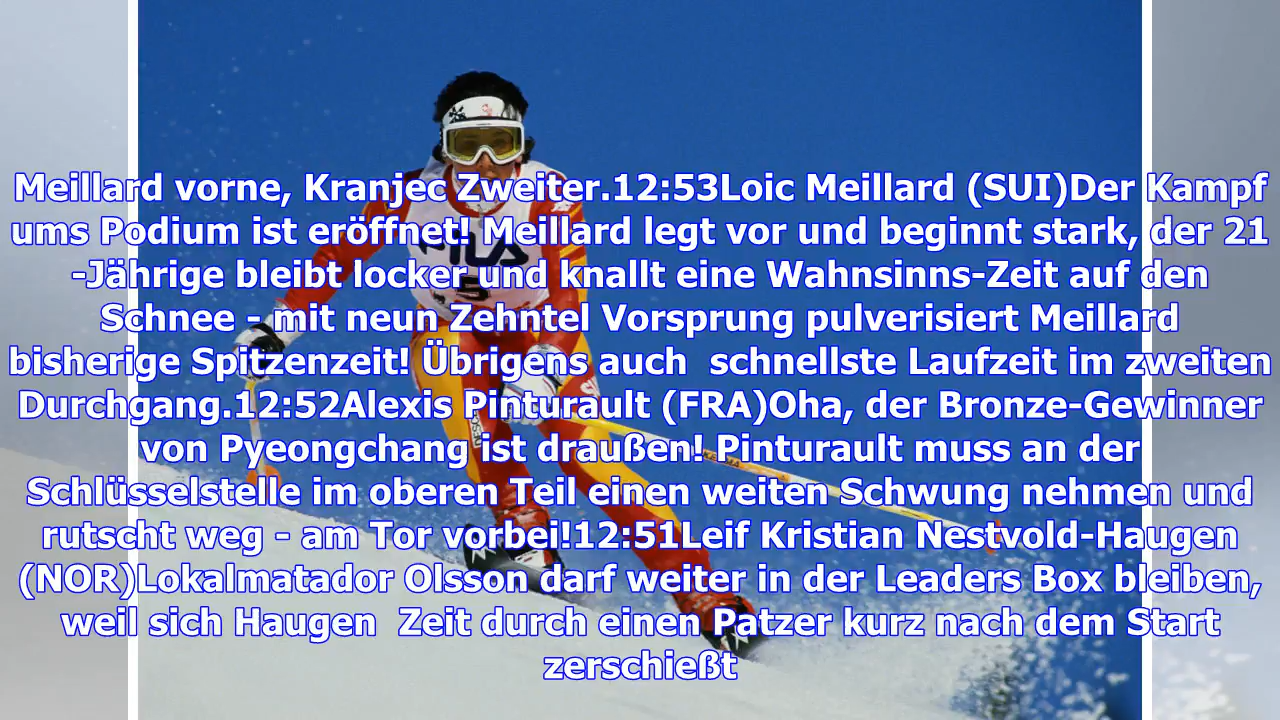 Meillard vorne, Kranjec Zweiter.12:53Loic Meillard (SUI)Der Kampf
ums Podium ist eröffnet! Meillard legt vor und beginnt stark, der 21
-Jährige bleibt locker und knallt eine Wahnsinns-Zeit auf den
Schnee - mit neun Zehntel Vorsprung pulverisiert Meillard
bisherige Spitzenzeit! Übrigens auch  schnellste Laufzeit im zweiten
Durchgang.12:52Alexis Pinturault (FRA)Oha, der Bronze-Gewinner
von Pyeongchang ist draußen! Pinturault muss an der
Schlüsselstelle im oberen Teil einen weiten Schwung nehmen und
rutscht weg - am Tor vorbei!12:51Leif Kristian Nestvold-Haugen
(NOR)Lokalmatador Olsson darf weiter in der Leaders Box bleiben,
weil sich Haugen  Zeit durch einen Patzer kurz nach dem Start
zerschießt
FILA
5